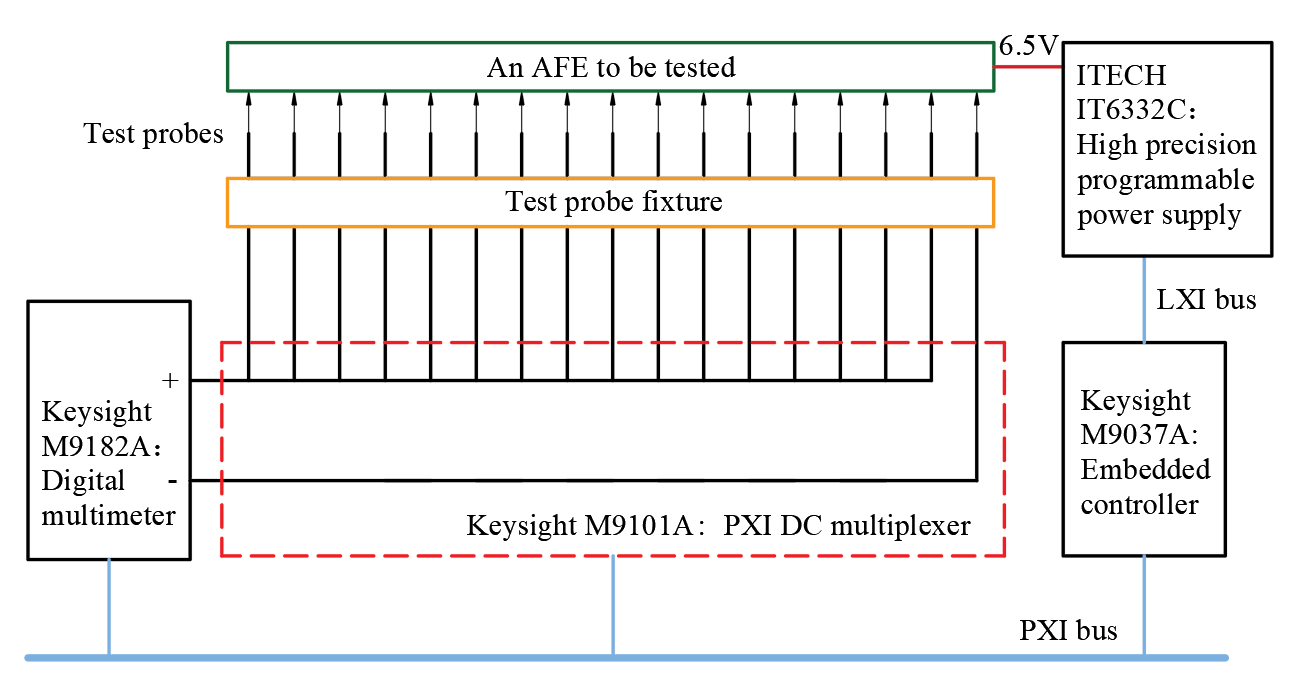 An AFE to be tested
6.5V
ITECH
IT6332C：
High precision
programmable
power supply
Test probes
Test probe fixture
LXI bus
+
Keysight
M9182A：
Digital
-
multimeter
Keysight M9101A：PXI DC multiplexer
Keysight
M9037A:
Embedded
controller
PXI bus